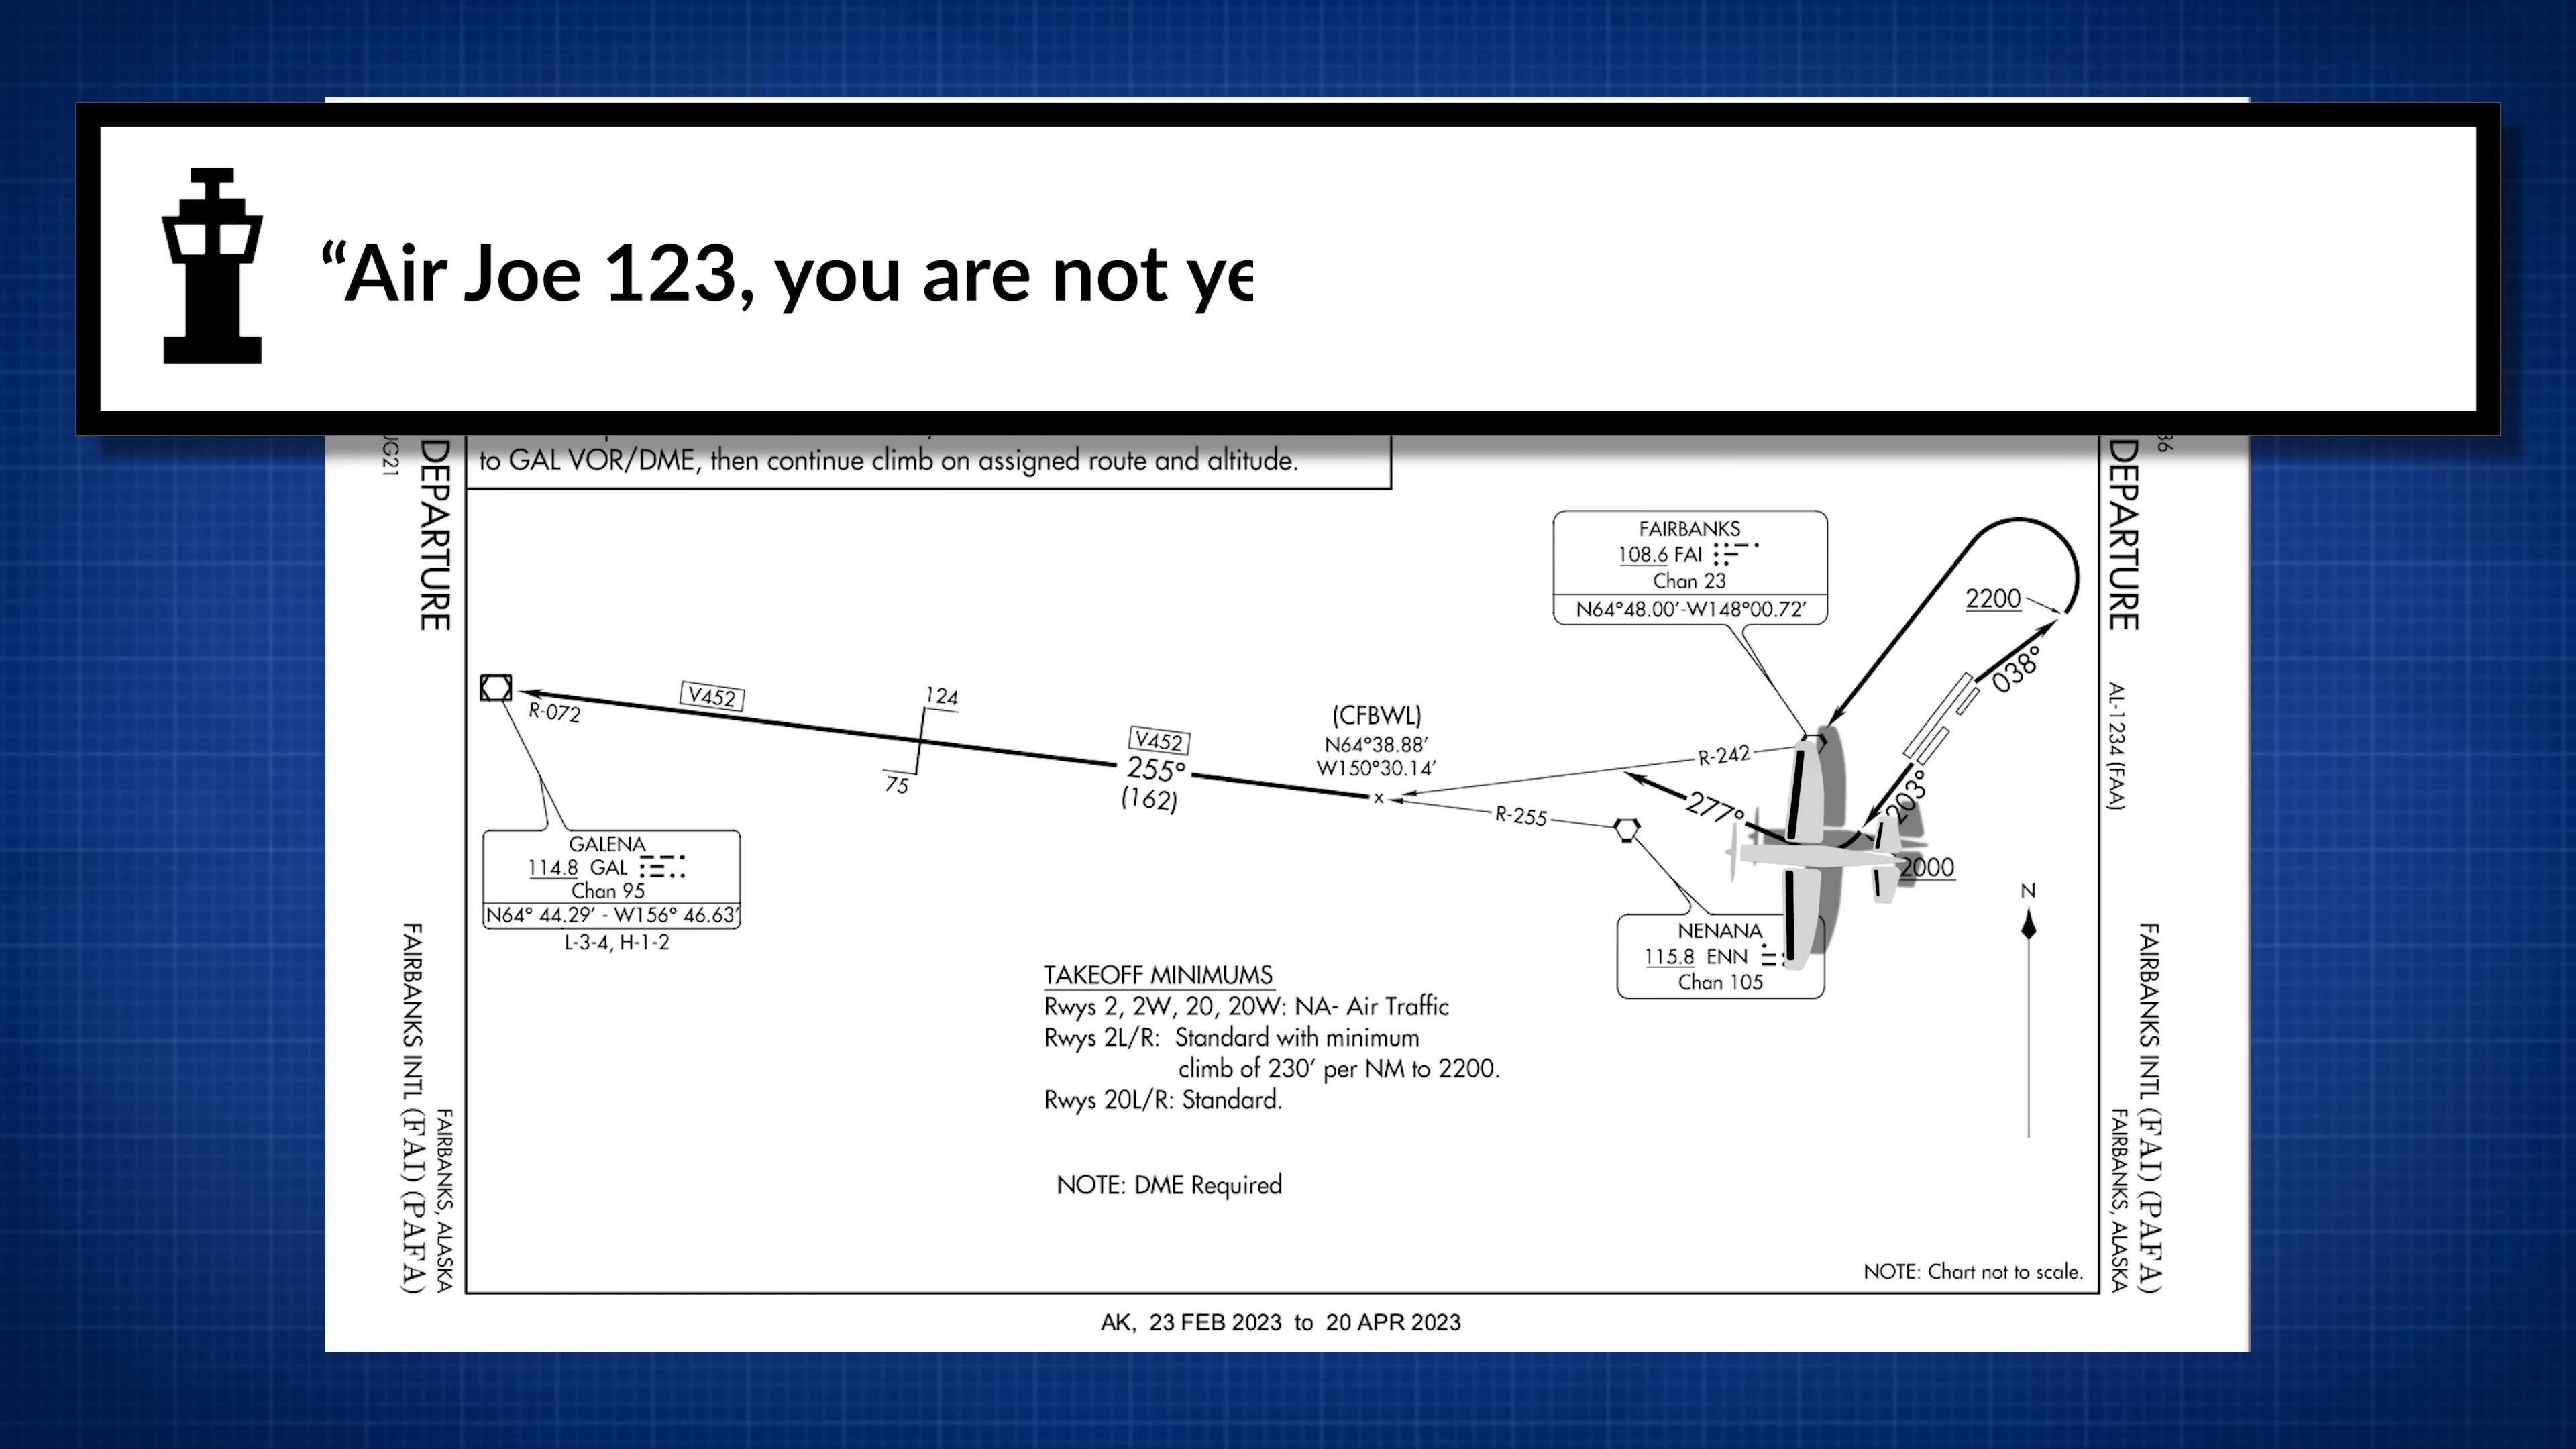 “Air Joe 123, you are not ye
to GAL VOR/DME, then continue climb on assigned route and altitude.
DEPARTURE
DEPARTURE
AL-1234 (FAA)
FAIRBANKS
108.6 FAI
Chan 23
N64°48.00’-W148°00.72’
2200
038°
V452
R-072
124
75
V452
255°
(162)
(CFBWL)
N64°38.88’
W150°30.14’
x
R-242
R-255
277°
203°
2000
GALENA
114.8 GAL
Chan 95
N64° 44.29’ - W156° 46.63’
L-3-4, H-1-2
NENANA
115.8 ENN
Chan 105
N
TAKEOFF MINIMUMS
Rwys 2, 2W, 20, 20W: NA- Air Traffic
Rwys 2L/R: Standard with minimum
climb of 230’ per NM to 2200.
Rwys 20L/R: Standard.
NOTE: DME Required
NOTE: Chart not to scale.
FAIRBANKS INTL (FAI) (PAFA)
FAIRBANKS, ALASKA
FAIRBANKS INTL (FAI) (PAFA)
FAIRBANKS, ALASKA
AK, 23 FEB 2023 to 20 APR 2023